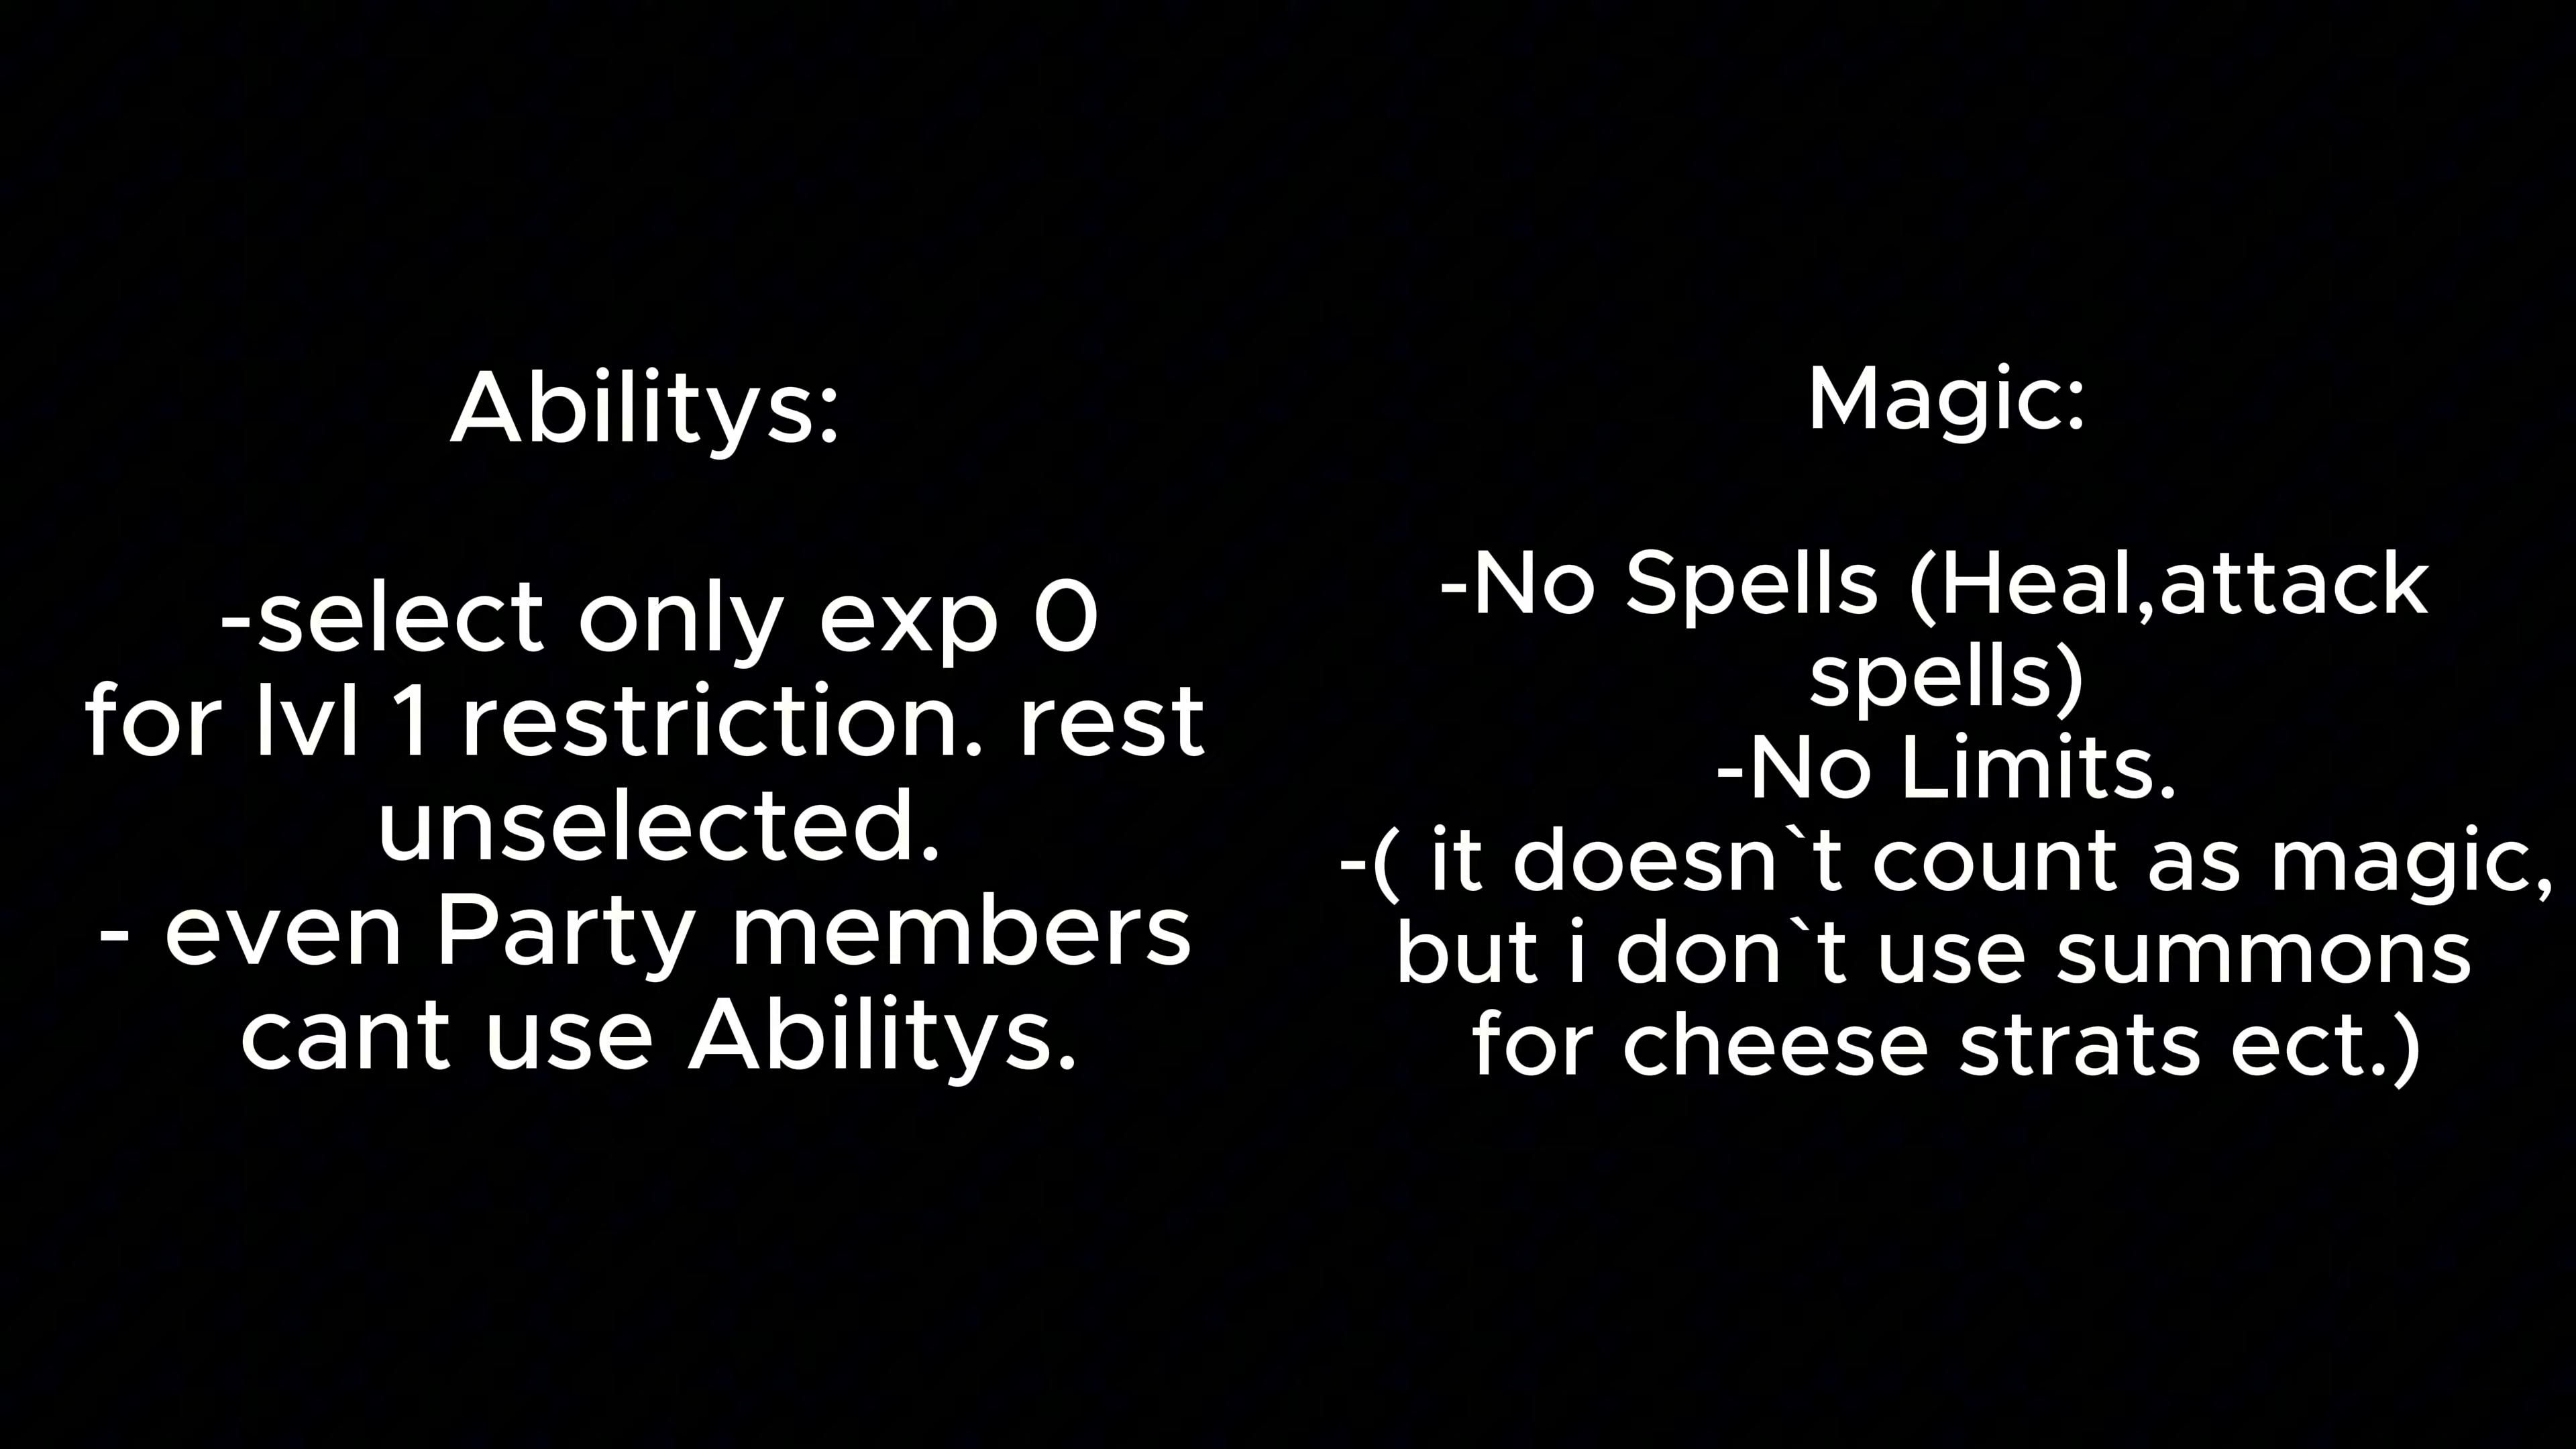 Abilitys:
-select only exp 0
for lvl 1 restriction. rest
unselected.
- even Party members
cant use Abilitys.
Magic:
-No Spells (Heal,attack
spells)
-No Limits.
-( it doesn`t count as magic,
but i don`t use summons
for cheese strats ect.)